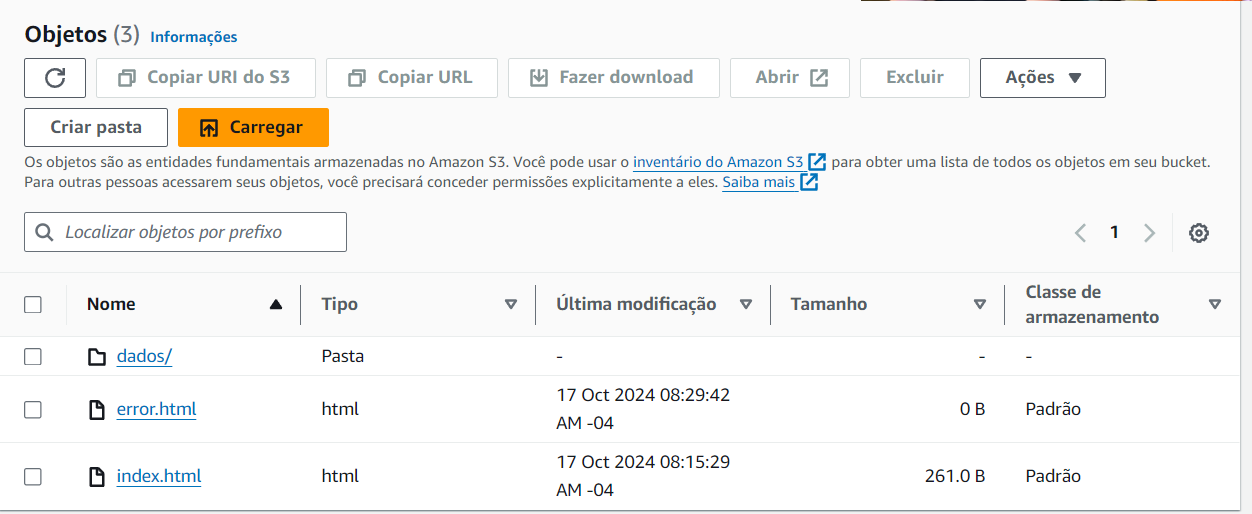 Objetos (3) Informações
Copiar URI do S3 Copiar URL Fazer download Abrir Excluir Ações
Criar pasta Carregar
Os objetos são as entidades fundamentais armazenadas no Amazon S3. Você pode usar o inventário do Amazon S3 para obter uma lista de todos os objetos em seu bucket.
Para outras pessoas acessarem seus objetos, você precisará conceder permissões explicitamente a eles. Saiba mais
Localizar objetos por prefixo 1
Nome Tipo Última modificação Tamanho Classe de
armazenamento
dados/ Pasta - - -
error.html html 17 Oct 2024 08:29:42 0 B Padrão
AM -04
index.html html 17 Oct 2024 08:15:29 261.0 B Padrão
AM -04